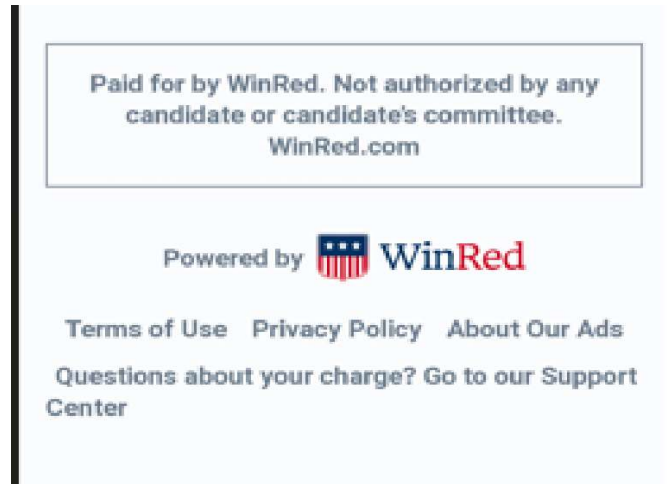 Paid for by WinRed. Not authorized by any
candidate or candidate's committee.
WinRed.com
Powered by WinRed
Terms of Use Privacy Policy About Our Ads
Questions about your charge? Go to our Support
Center